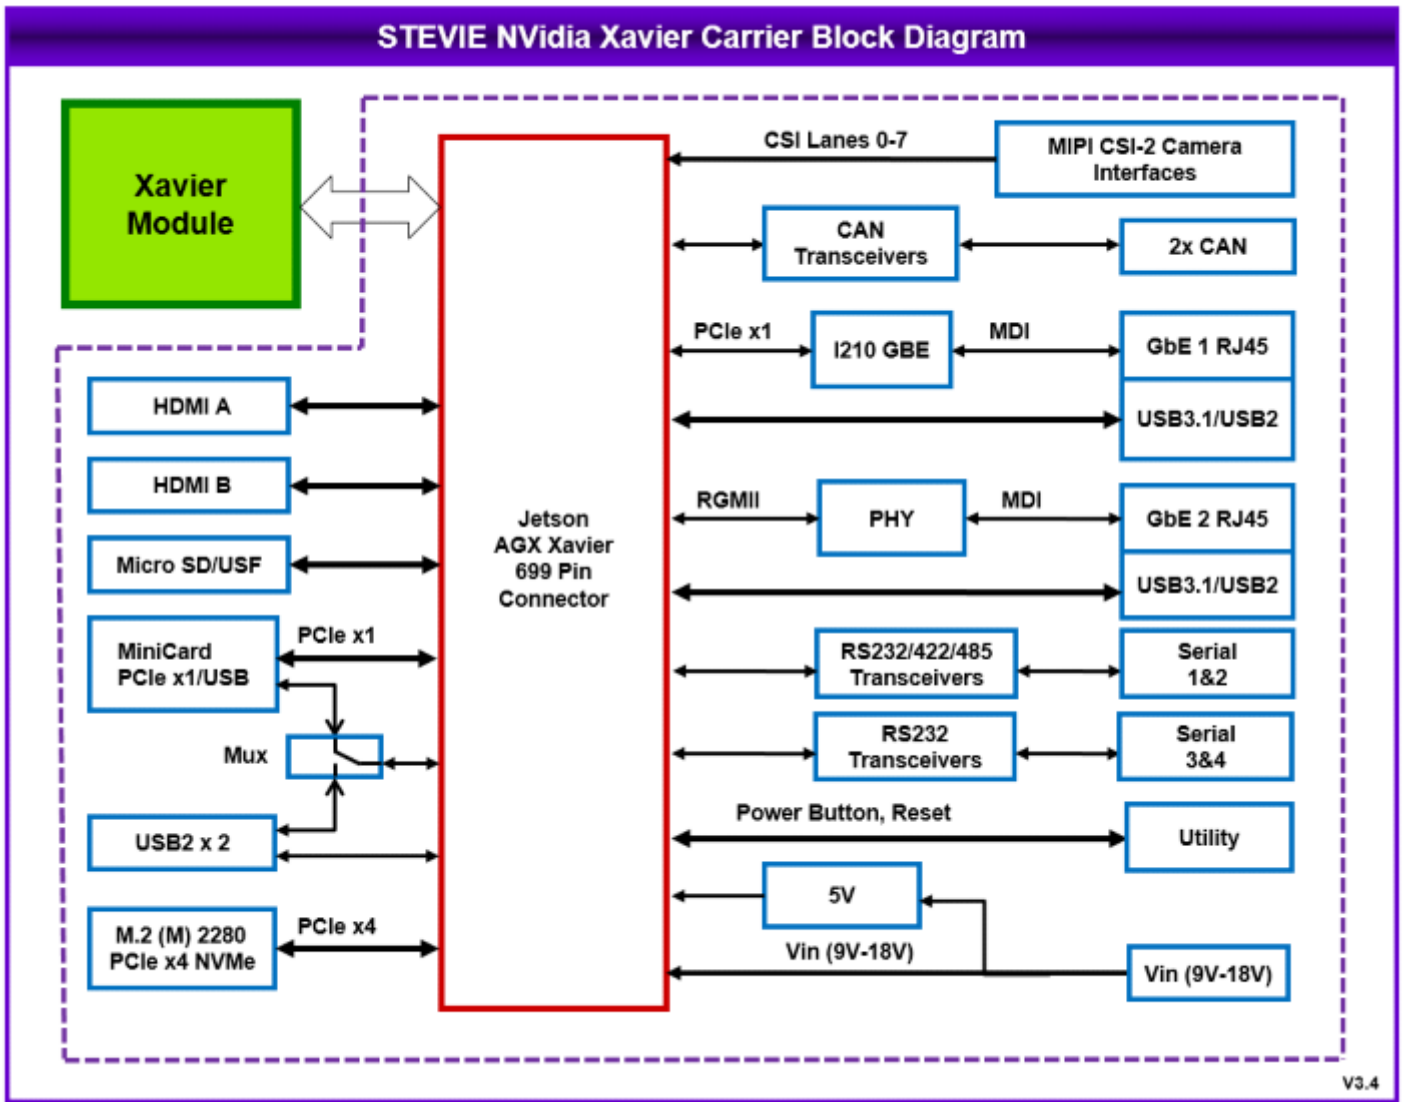 STEVIE NVidia Xavier Carrier Block Diagram
Xavier
Module
CSI Lanes 0-7
MIPI CSI-2 Camera
Interfaces
CAN
Transceivers
2x CAN
PCIe x1
I210 GBE
MDI
GbE 1 RJ45
USB3.1/USB2
HDMI A
HDMI B
Micro SD/USF
MiniCard
PCIe x1/USB
PCIe x1
Mux
USB2 x 2
M.2 (M) 2280
PCIe x4 NVMe
PCIe x4
Jetson
AGX Xavier
699 Pin
Connector
RGMII
PHY
MDI
GbE 2 RJ45
USB3.1/USB2
RS232/422/485
Transceivers
Serial
1&2
RS232
Transceivers
Serial
3&4
Power Button, Reset
Utility
5V
Vin (9V-18V)
Vin (9V-18V)
V3.4